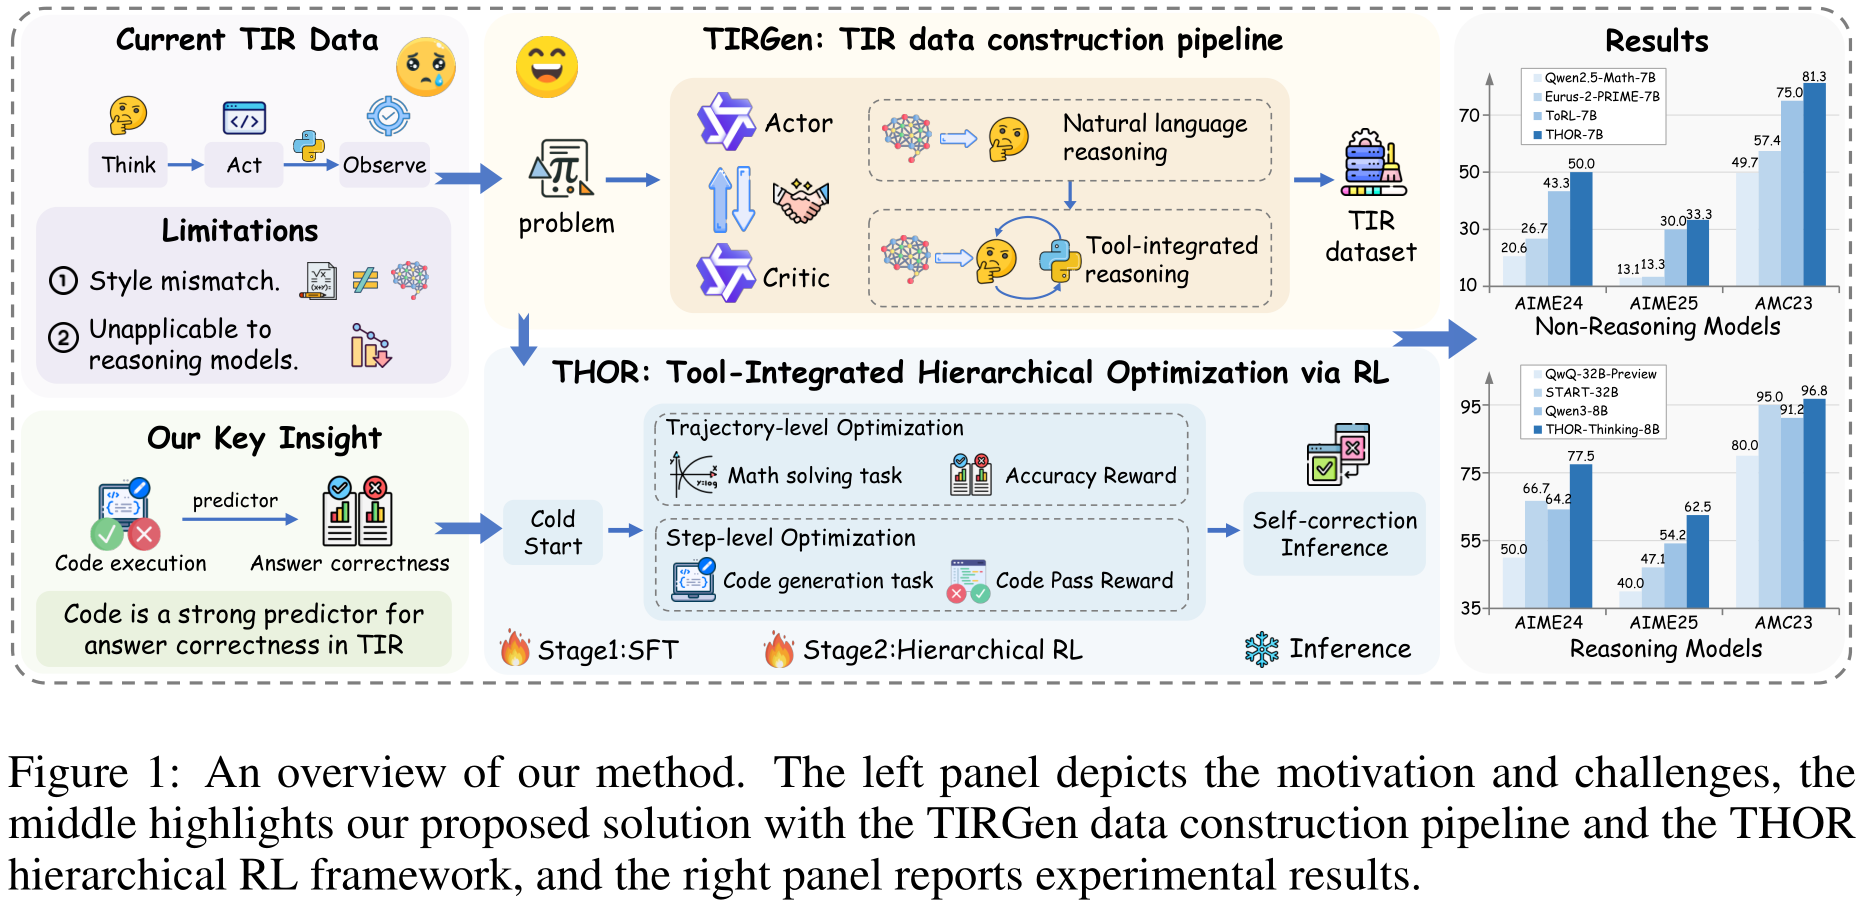 Current TIR Data
Think
Act
Observe
Limitations
1 Style mismatch.
2 Unapplicable to
reasoning models.
Our Key Insight
predictor
Code execution
Answer correctness
Code is a strong predictor for
answer correctness in TIR
TIRGen: TIR data construction pipeline
problem
Actor
Critic
Natural language
reasoning
Tool-integrated
reasoning
TIR
dataset
THOR: Tool-Integrated Hierarchical Optimization via RL
Cold
Start
Trajectory-level Optimization
Math solving task
Accuracy Reward
Step-level Optimization
Code generation task
Code Pass Reward
Self-correction
Inference
Stage1:SFT
Stage2:Hierarchical RL
Inference
Results
Qwen2.5-Math-7B
Eurus-2-PRIME-7B
ToRL-7B
THOR-7B
70
50
30
10
20.6
26.7
43.3
50.0
13.1
13.3
30.0
33.3
49.7
57.4
75.0
81.3
AIME24
AIME25
AMC23
Non-Reasoning Models
QwQ-32B-Preview
START-32B
Qwen3-8B
THOR-Thinking-8B
95
75
55
35
50.0
66.7
64.2
77.5
40.0
47.1
54.2
62.5
80.0
95.0
91.2
96.8
AIME24
AIME25
AMC23
Reasoning Models
Figure 1: An overview of our method. The left panel depicts the motivation and challenges, the
middle highlights our proposed solution with the TIRGen data construction pipeline and the THOR
hierarchical RL framework, and the right panel reports experimental results.